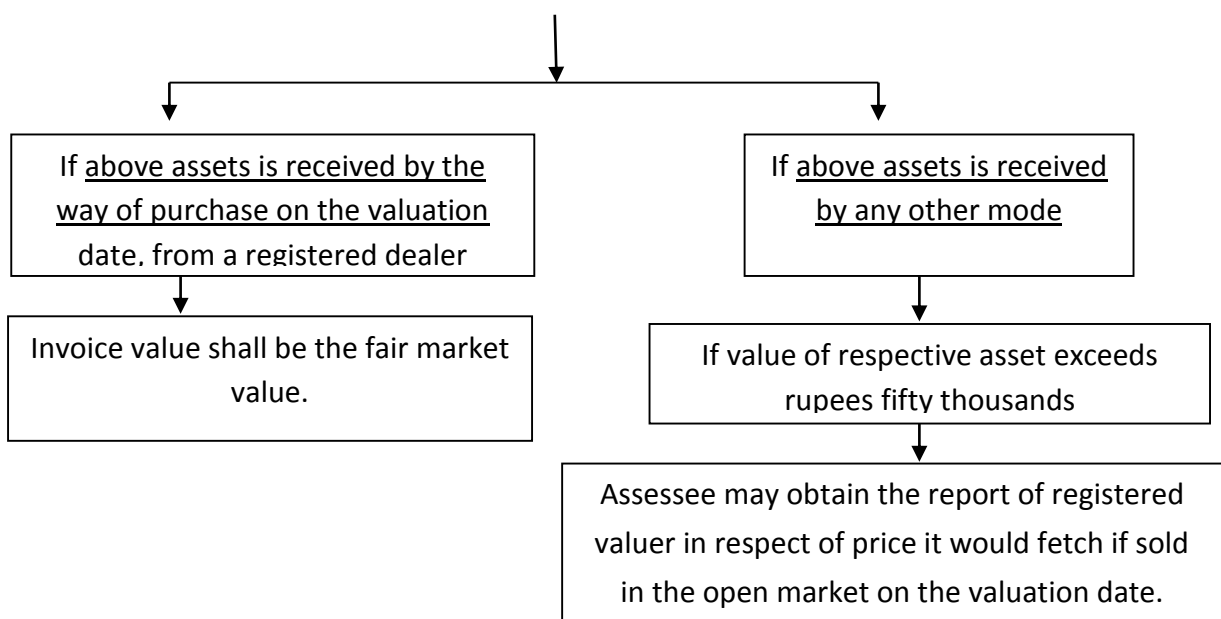 If above assets is received by the
way of purchase on the valuation
date, from a registered dealer
If above assets is received
by any other mode
Invoice value shall be the fair market
value.
If value of respective asset exceeds
rupees fifty thousands
Assessee may obtain the report of registered
valuer in respect of price it would fetch if sold
in the open market on the valuation date.